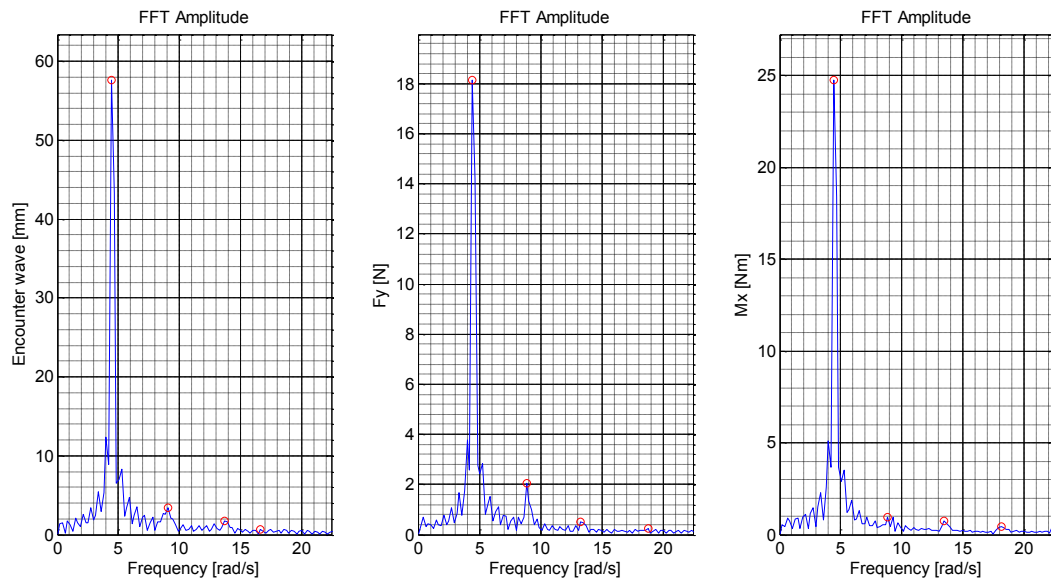 FFT Amplitude
60
50
40
30
20
10
0
Encounter wave [mm]
0 5 10 15 20
Frequency [rad/s]
FFT Amplitude
18
16
14
12
10
8
6
4
2
0
Fy [N]
0 5 10 15 20
Frequency [rad/s]
FFT Amplitude
25
20
15
10
5
0
Mx [Nm]
0 5 10 15 20
Frequency [rad/s]